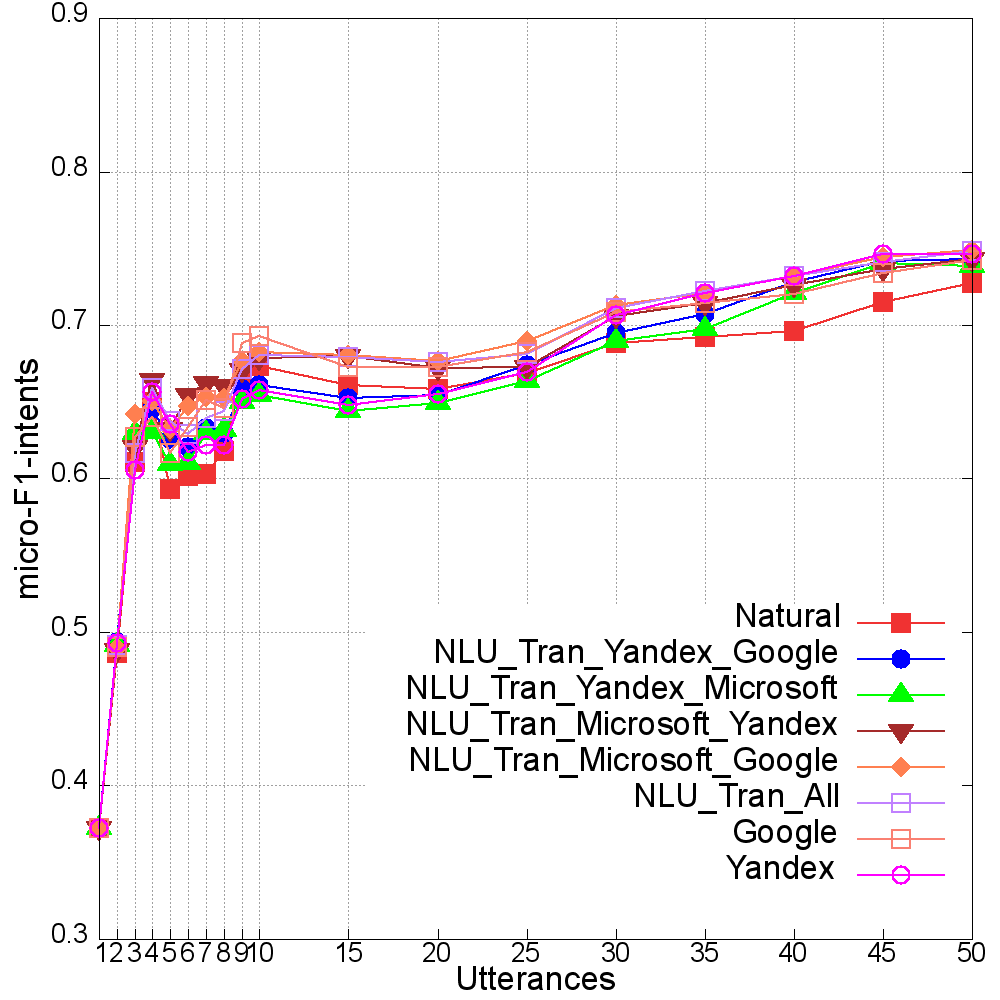 0.9
0.8
0.7
0.6
0.5
0.4
0.3
micro-F1-intents
Natural
NLU_Tran_Yandex_Google
NLU_Tran_Yandex_Microsoft
NLU_Tran_Microsoft_Yandex
NLU_Tran_Microsoft_Google
NLU_Tran_All
Google
Yandex
1 2 3 4 5 6 7 8 9 10 15 20 25 30 35 40 45 50
Utterances